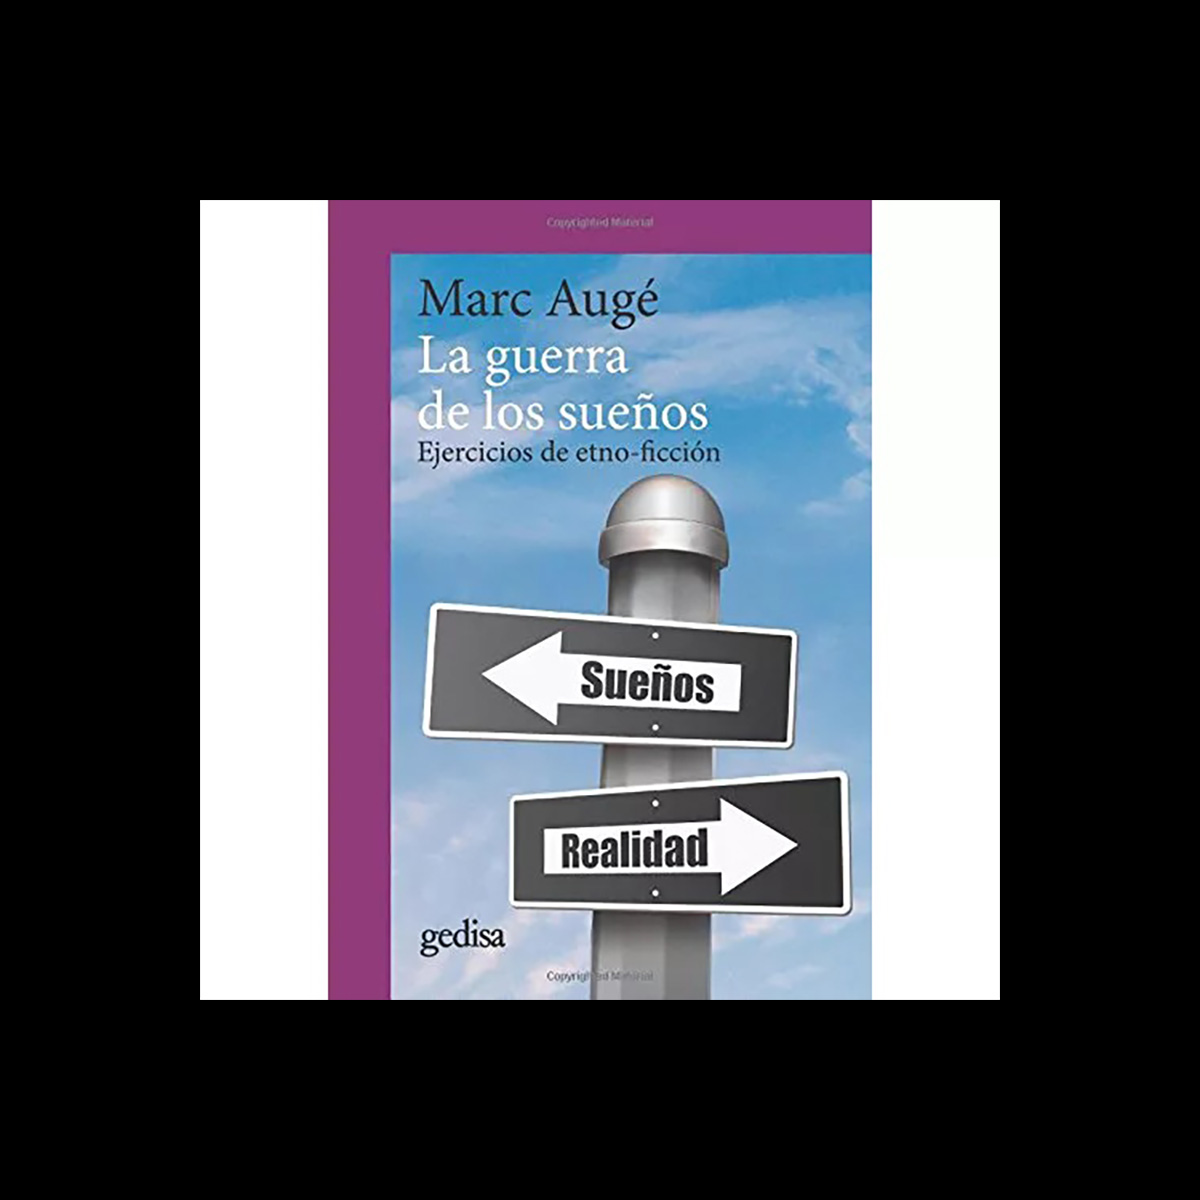 Copyrighted Material
Marc Augé
La guerra
de los sueños
Ejercicios de etno-ficción
Sueños
Realidad
gedisa
Copyrighted Material